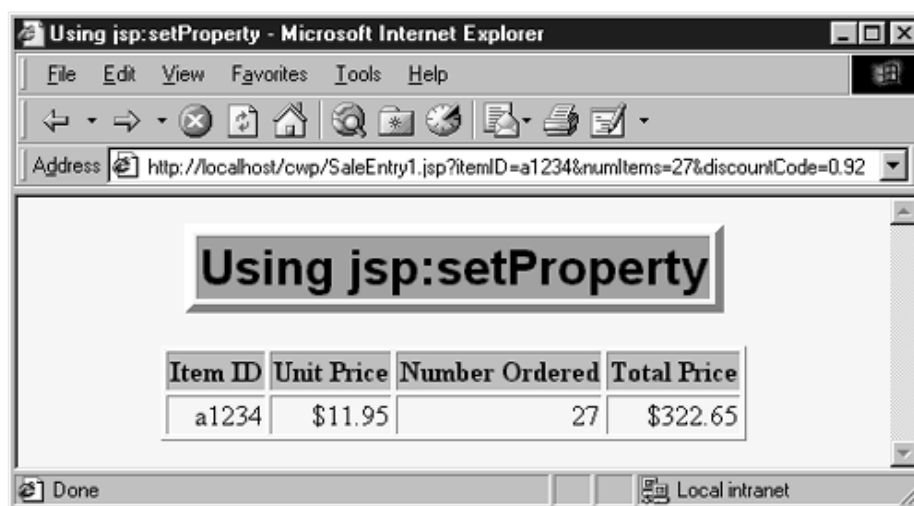 Using jsp:setProperty - Microsoft Internet Explorer
File Edit View Favorites Tools Help
Address http://localhost/cwp/SaleEntry1.jsp?itemID=a1234&numItems=27&discountCode=0.92
Using jsp:setProperty
Item ID Unit Price Number Ordered Total Price
a1234 $11.95 27 $322.65
Done Local intranet